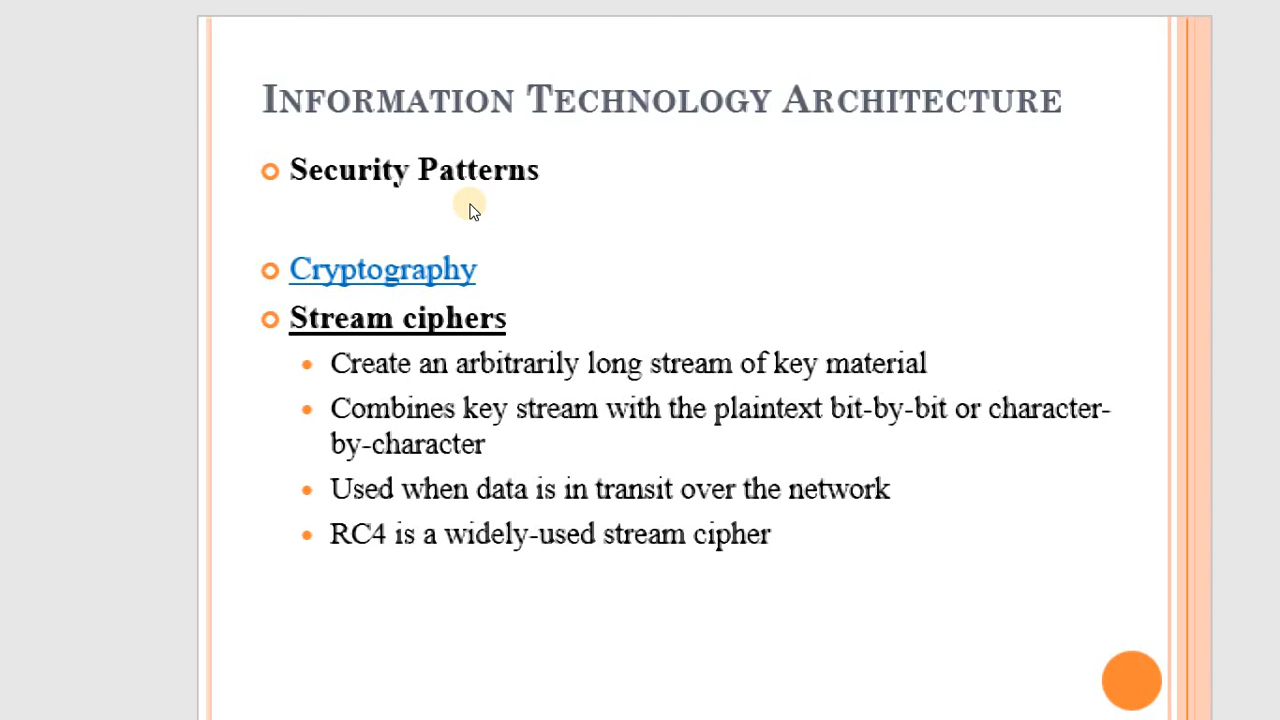 INFORMATION TECHNOLOGY ARCHITECTURE
Security Patterns
Cryptography
Stream ciphers
Create an arbitrarily long stream of key material
Combines key stream with the plaintext bit-by-bit or character-
by-character
Used when data is in transit over the network
RC4 is a widely-used stream cipher